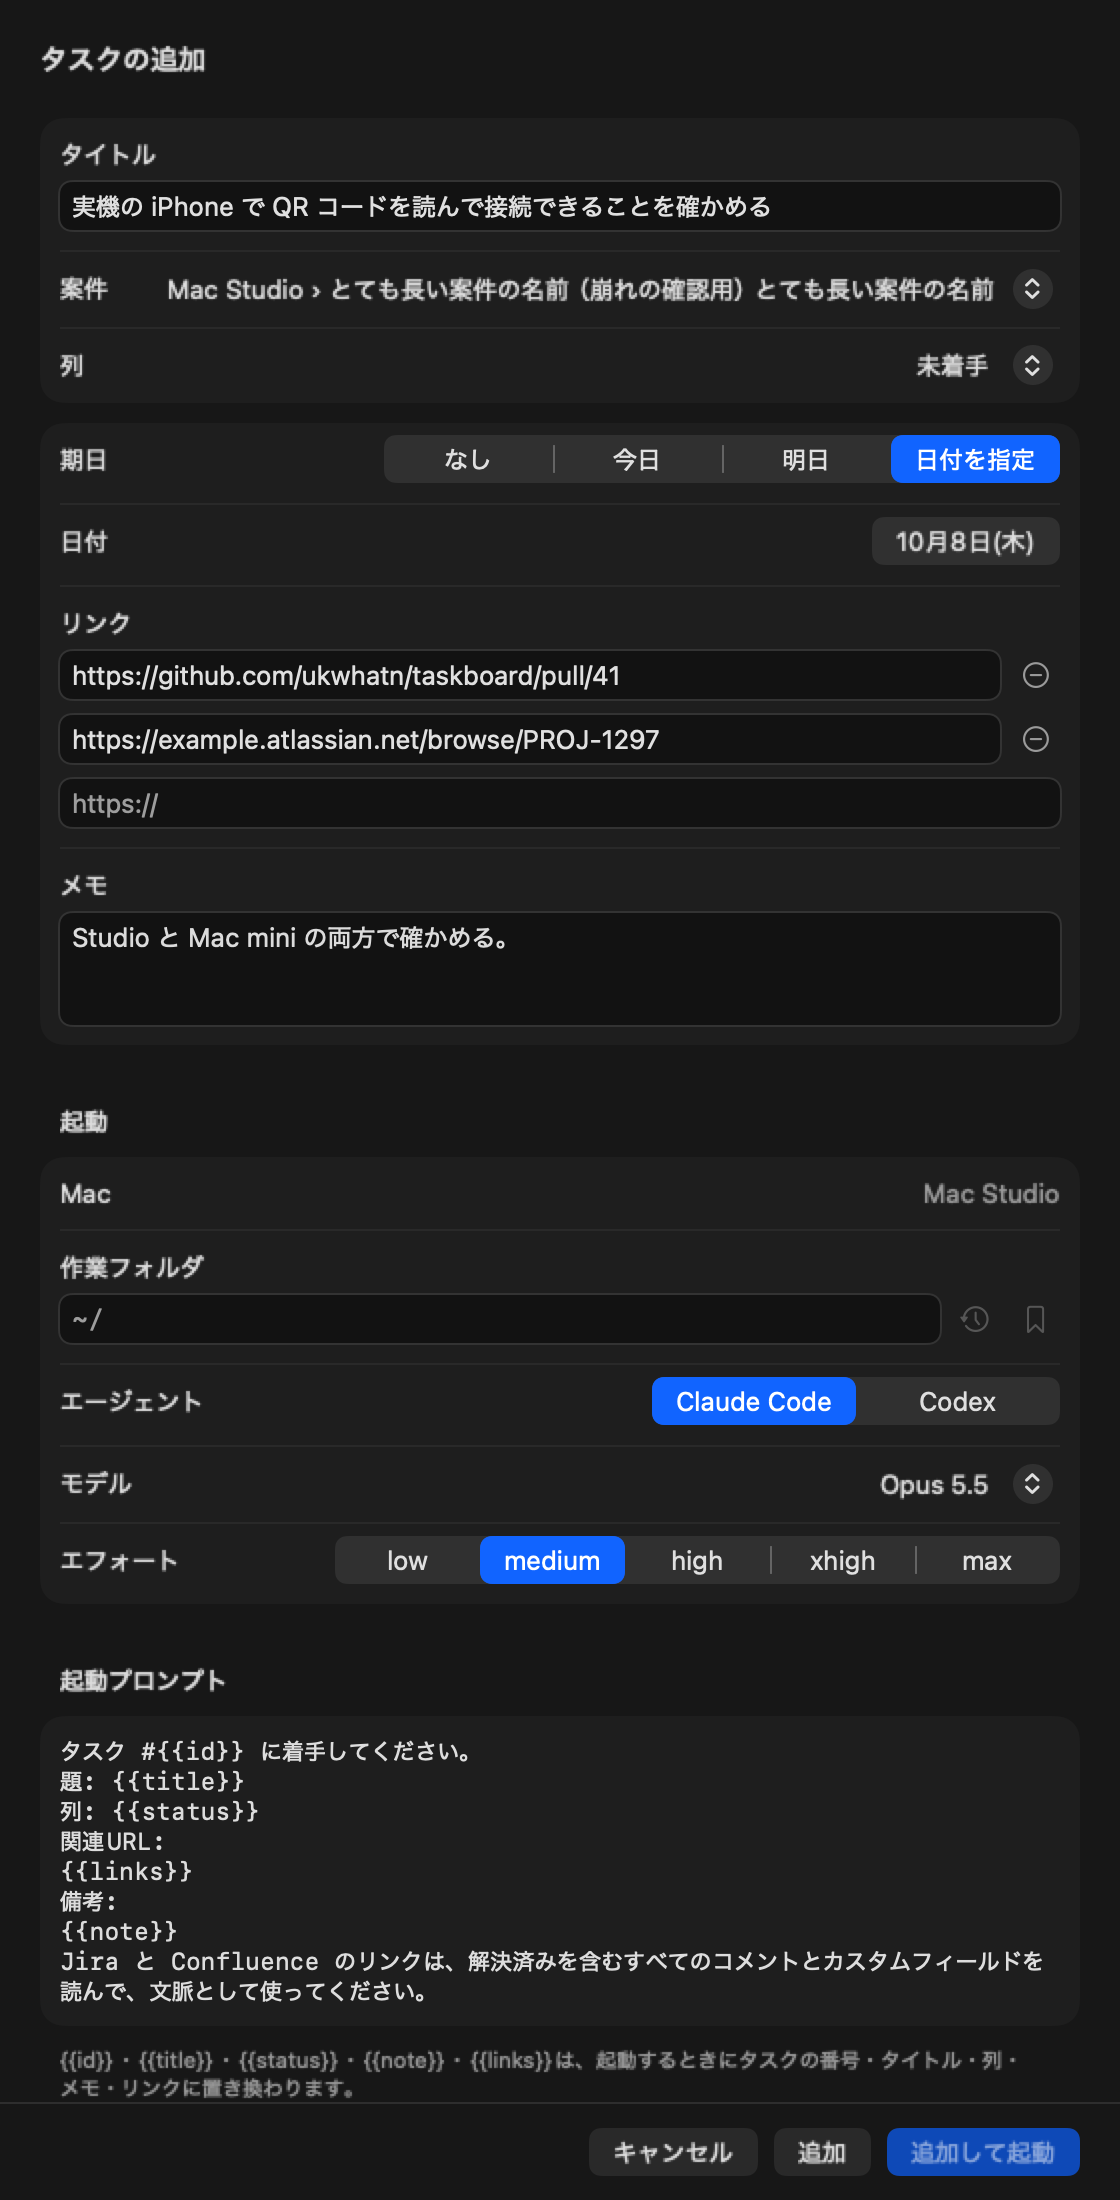 タスクの追加
タイトル
実機の iPhone で QR コードを読んで接続できることを確かめる
案件 Mac Studio › とても長い案件の名前（崩れの確認用）とても長い案件の名前
列 未着手
期日 なし 今日 明日 日付を指定
日付 10月8日(木)
リンク
https://github.com/ukwhatn/taskboard/pull/41
https://example.atlassian.net/browse/PROJ-1297
https://
メモ
Studio と Mac mini の両方で確かめる。
起動
Mac Mac Studio
作業フォルダ
~/
エージェント Claude Code Codex
モデル Opus 5.5
エフォート low medium high xhigh max
起動プロンプト
タスク #{{id}} に着手してください。
題: {{title}}
列: {{status}}
関連URL:
{{links}}
備考:
{{note}}
Jira と Confluence のリンクは、解決済みを含むすべてのコメントとカスタムフィールドを
読んで、文脈として使ってください。
{{id}}・{{title}}・{{status}}・{{note}}・{{links}}は、起動するときにタスクの番号・タイトル・列・
メモ・リンクに置き換わります。
キャンセル 追加 追加して起動